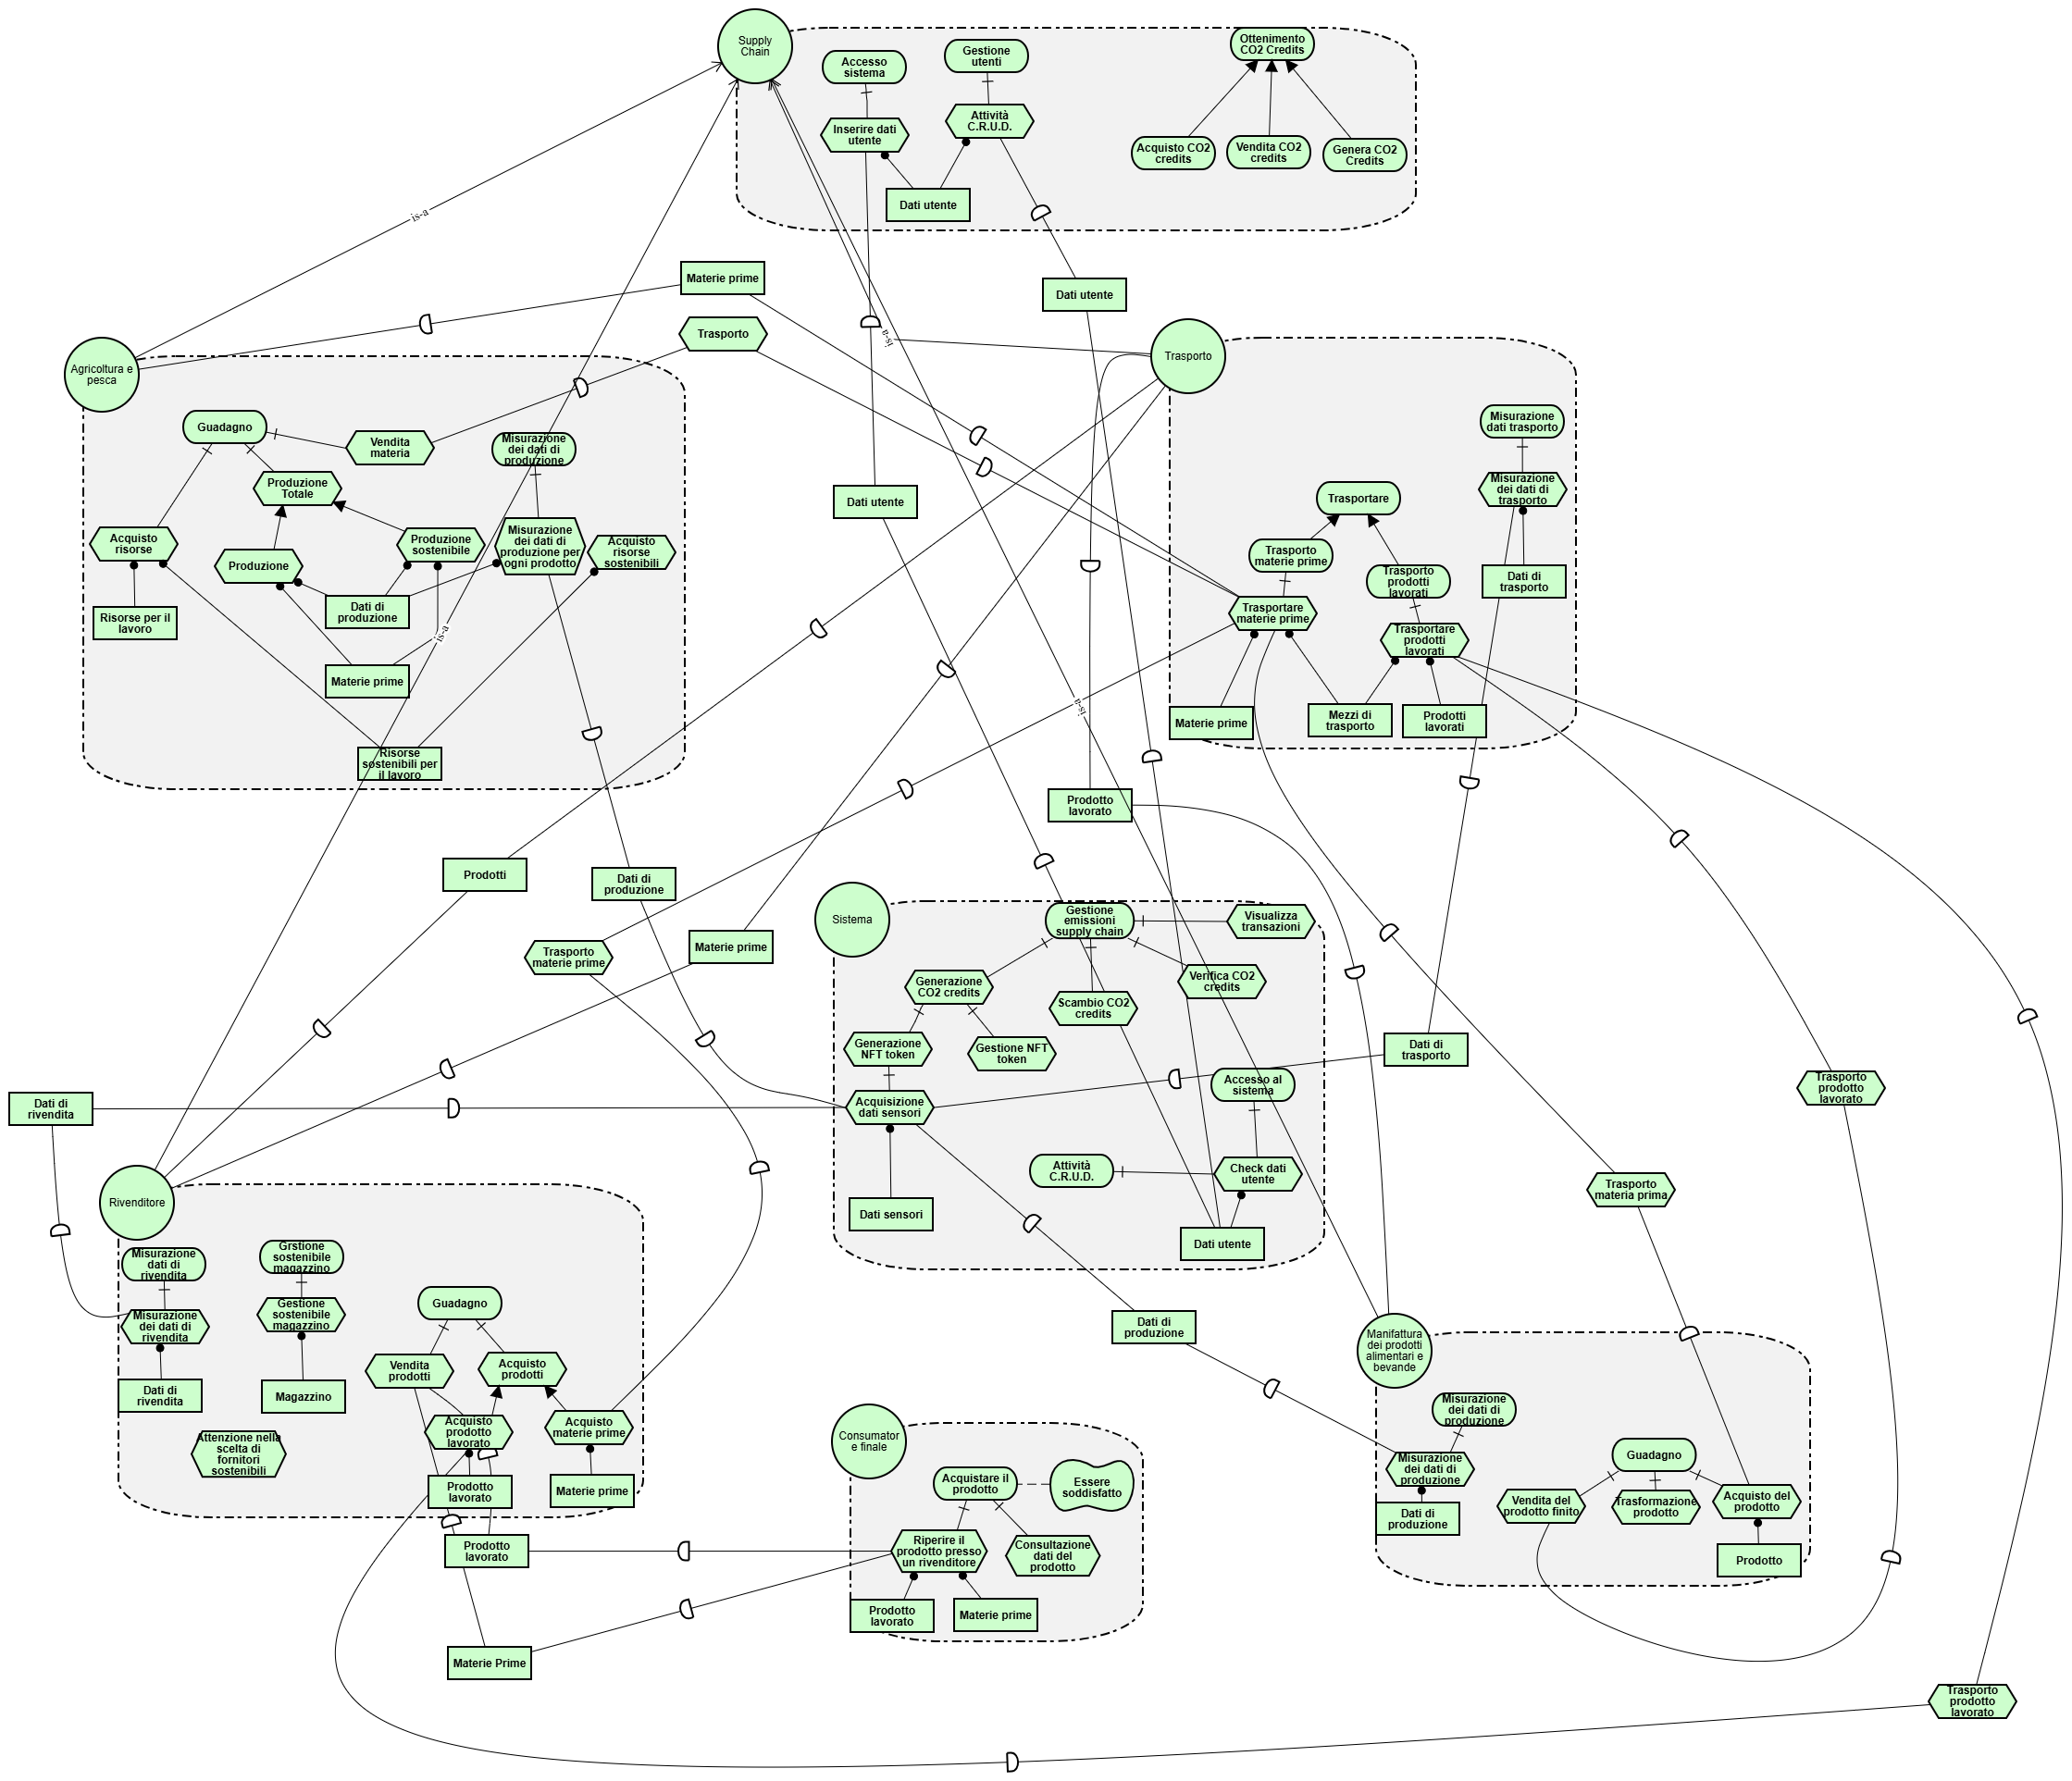 Supply
Chain
Accesso
sistema
Gestione
utenti
Ottenimento
CO2 Credits
Inserire dati
utente
Attività
C.R.U.D.
Acquisto CO2
credits
Vendita CO2
credits
Genera CO2
Credits
Dati utente
is-a
Materie prime
Dati utente
Trasporto
is-a
Trasporto
Agricoltura e
pesca
Guadagno
Vendita
materia
Misurazione
dei dati di
produzione
Produzione
Totale
Acquisto
risorse
Produzione
Produzione
sostenibile
Misurazione
dei dati di
produzione per
ogni prodotto
Acquisto
risorse
sostenibili
Risorse per il
lavoro
Dati di
produzione
is-a
Materie prime
Risorse
sostenibili per
il lavoro
Dati utente
Misurazione
dati trasporto
Trasportare
Misurazione
dei dati di
trasporto
Trasporto
materie prime
Trasporto
prodotti
lavorati
Dati di
trasporto
Trasportare
materie prime
Trasportare
prodotti
lavorati
is-a
Materie prime
Mezzi di
trasporto
Prodotti
lavorati
Prodotto
lavorato
Prodotti
Dati di
produzione
Trasporto
materie prime
Materie prime
Sistema
Gestione
emissioni
supply chain
Visualizza
transazioni
Generazione
CO2 credits
Scambio CO2
credits
Verifica CO2
credits
Generazione
NFT token
Gestione NFT
token
Acquisizione
dati sensori
Accesso al
sistema
Attività
C.R.U.D.
Check dati
utente
Dati sensori
Dati utente
Dati di
trasporto
Trasporto
prodotto
lavorato
Trasporto
materia prima
Dati di
rivendita
Rivenditore
Misurazione
dati di
rivendita
Grstione
sostenibile
magazzino
Guadagno
Misurazione
dei dati di
rivendita
Gestione
sostenibile
magazzino
Vendita
prodotti
Acquisto
prodotti
Dati di
rivendita
Magazzino
Acquisto
prodotto
lavorato
Acquisto
materie prime
Attenzione nella
scelta di
fornitori
sostenibili
Prodotto
lavorato
Materie prime
Prodotto
lavorato
Materie Prime
Dati di
produzione
Consumator
e finale
Acquistare il
prodotto
Essere
soddisfatto
Riperire il
prodotto presso
un rivenditore
Consultazione
dati del
prodotto
Prodotto
lavorato
Materie prime
Manifattura
dei prodotti
alimentari e
bevande
Misurazione
dei dati di
produzione
Guadagno
Misurazione
dei dati di
produzione
Vendita del
prodotto finito
Trasformazione
prodotto
Acquisto del
prodotto
Dati di
produzione
Prodotto
Trasporto
prodotto
lavorato